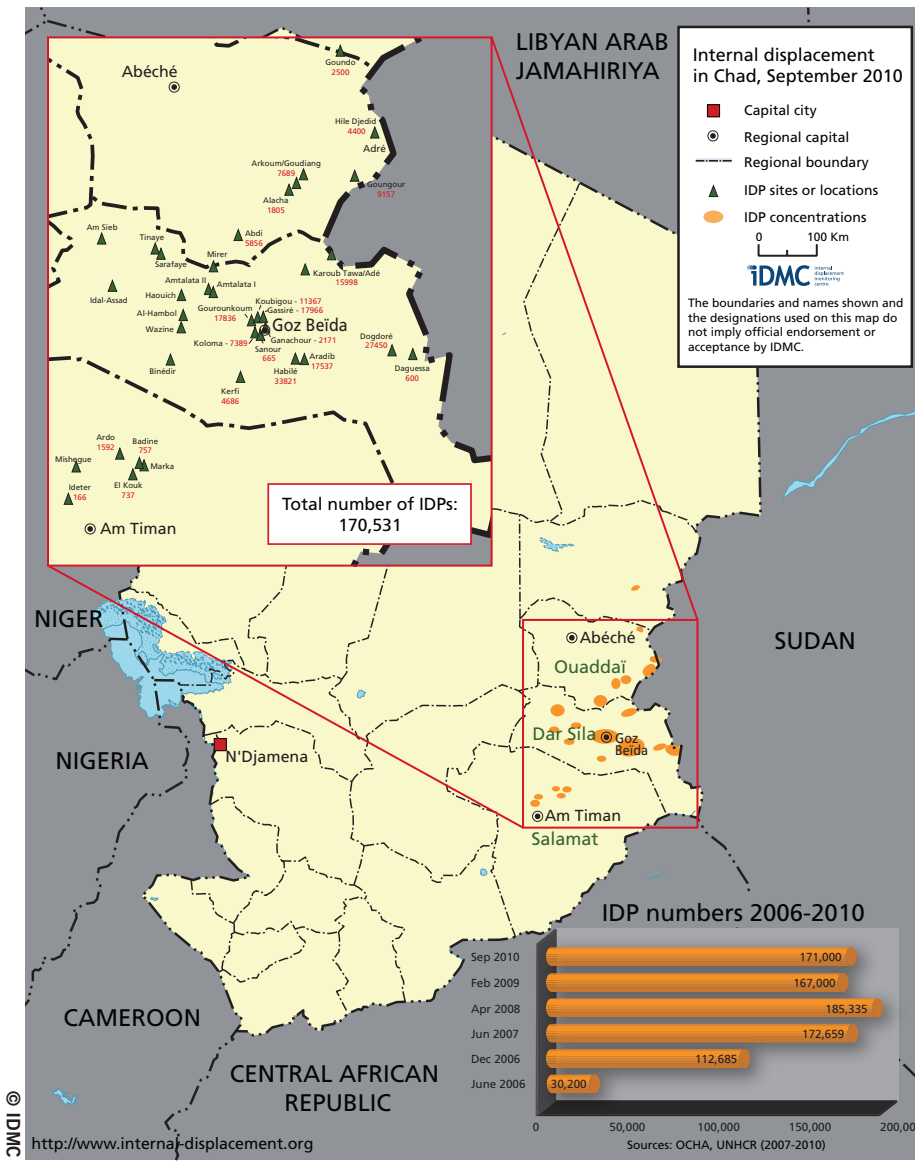 LIBYAN ARAB
JAMAHIRIYA
Internal displacement
in Chad, September 2010
Capital city
Regional capital
Regional boundary
IDP sites or locations
IDP concentrations
0 100 Km
iDMC
internal
displacement
monitoring
centre
The boundaries and names shown and
the designations used on this map do
not imply official endorsement or
acceptance by IDMC.
Abéché
Goundo
2500
Hile Djedid
4400
Adré
Arkoum/Goudiang
7689
Goungour
9157
Alacha
1805
Am Sieb
Tinaye
Sarafaye
Abdi
5856
Mirer
Karoub Tawa/Adé
15998
Idal-Assad
Amtalata II
Amtalata I
Haouich
Koubigou - 11367
Gassiré -17966
Gourounkoum
17836
Al-Hambol
Wazine
Goz Beïda
Ganachour -2171
Koloma - 7389
Sanour
665
Dogdoré
27450
Binédir
Habilé
33821
Aradib
17537
Daguessa
600
Kerfi
4686
Ardo
1592
Badine
757
Mishegue
Marka
Ideter
166
El Kouk
737
Am Timan
Total number of IDPs:
170,531
NIGER
NIGERIA
N'Djamena
CAMEROON
CENTRAL AFRICAN
REPUBLIC
SUDAN
Abéché
Ouaddaï
Dar Sila
Goz
Beïda
Am Timan
Salamat
IDP numbers 2006-2010
Sep 2010 171,000
Feb 2009 167,000
Apr 2008 185,335
Jun 2007 172,659
Dec 2006 112,685
June 2006 30,200
0 50,000 100,000 150,000 200,00
Sources: OCHA, UNHCR (2007-2010)
http://www.internal-displacement.org
© IDMC